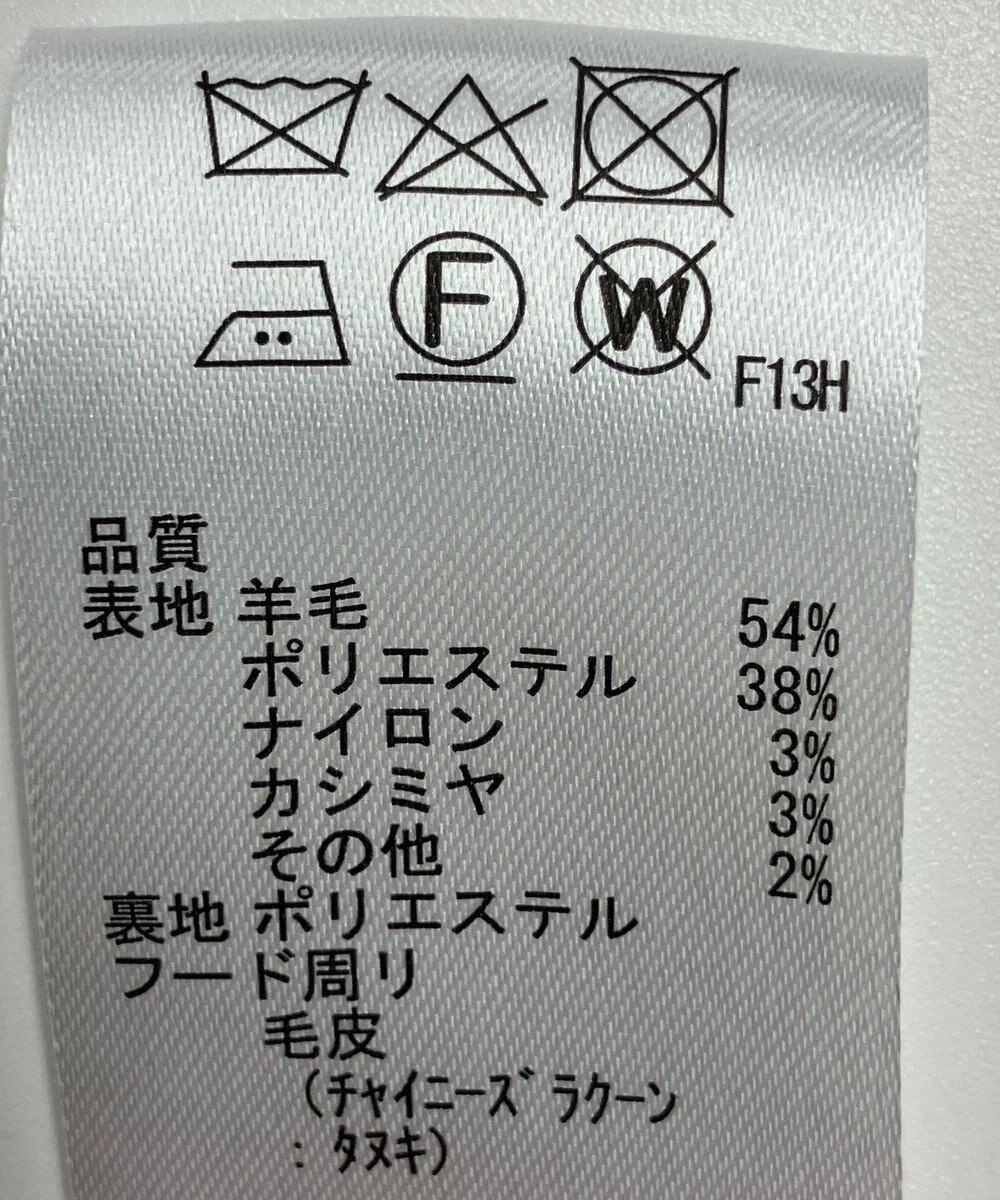 F
W
F13H
品質
表地 羊毛 54%
ポリエステル 38%
ナイロン 3%
カシミヤ 3%
その他 2%
裏地 ポリエステル
フード周リ
毛皮
(ﾁｬｲﾆｰｽﾞ ﾗｸｰﾝ
: ﾀﾇｷ)